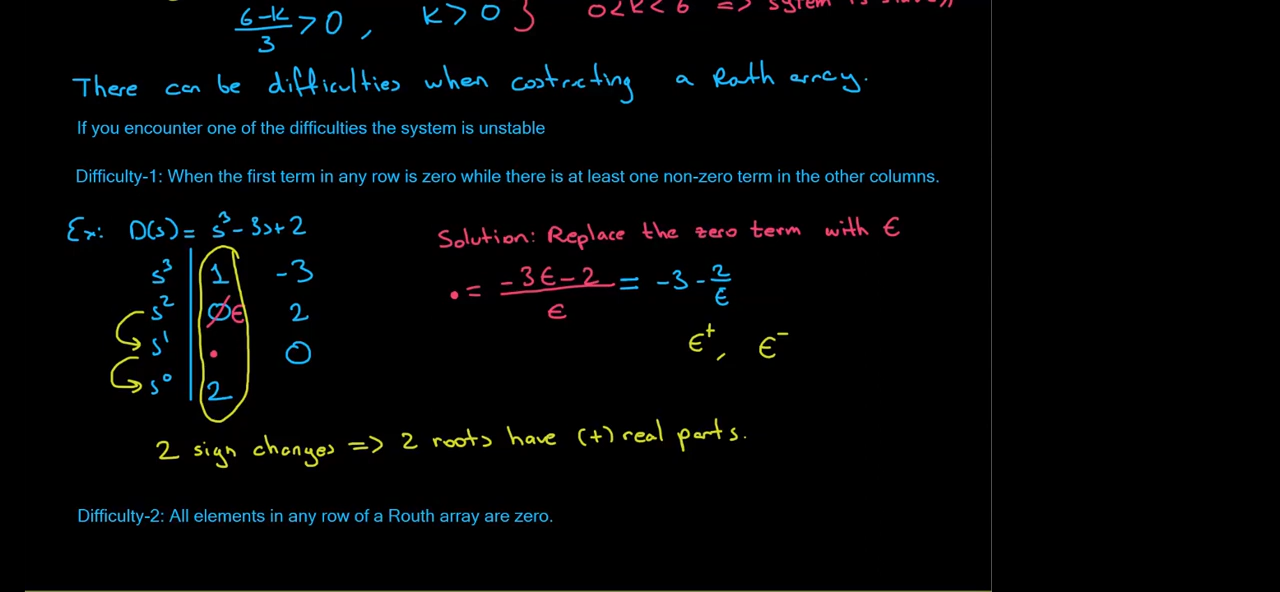 6-k/3 > 0, k > 0 } 0<k<6 => system is
There can be difficulties when costructing a Routh array.
If you encounter one of the difficulties the system is unstable
Difficulty-1: When the first term in any row is zero while there is at least one non-zero term in the other columns.
Ex: D(s) = s³ - 3s + 2
Solution: Replace the zero term with ϵ
s³ | 1 -3
s² | 0 ϵ 2
s¹ | • 0
s⁰ | 2
• = -3ϵ-2/ϵ = -3 - 2/ϵ
ϵ⁺, ϵ⁻
2 sign changes => 2 roots have (+) real parts.
Difficulty-2: All elements in any row of a Routh array are zero.